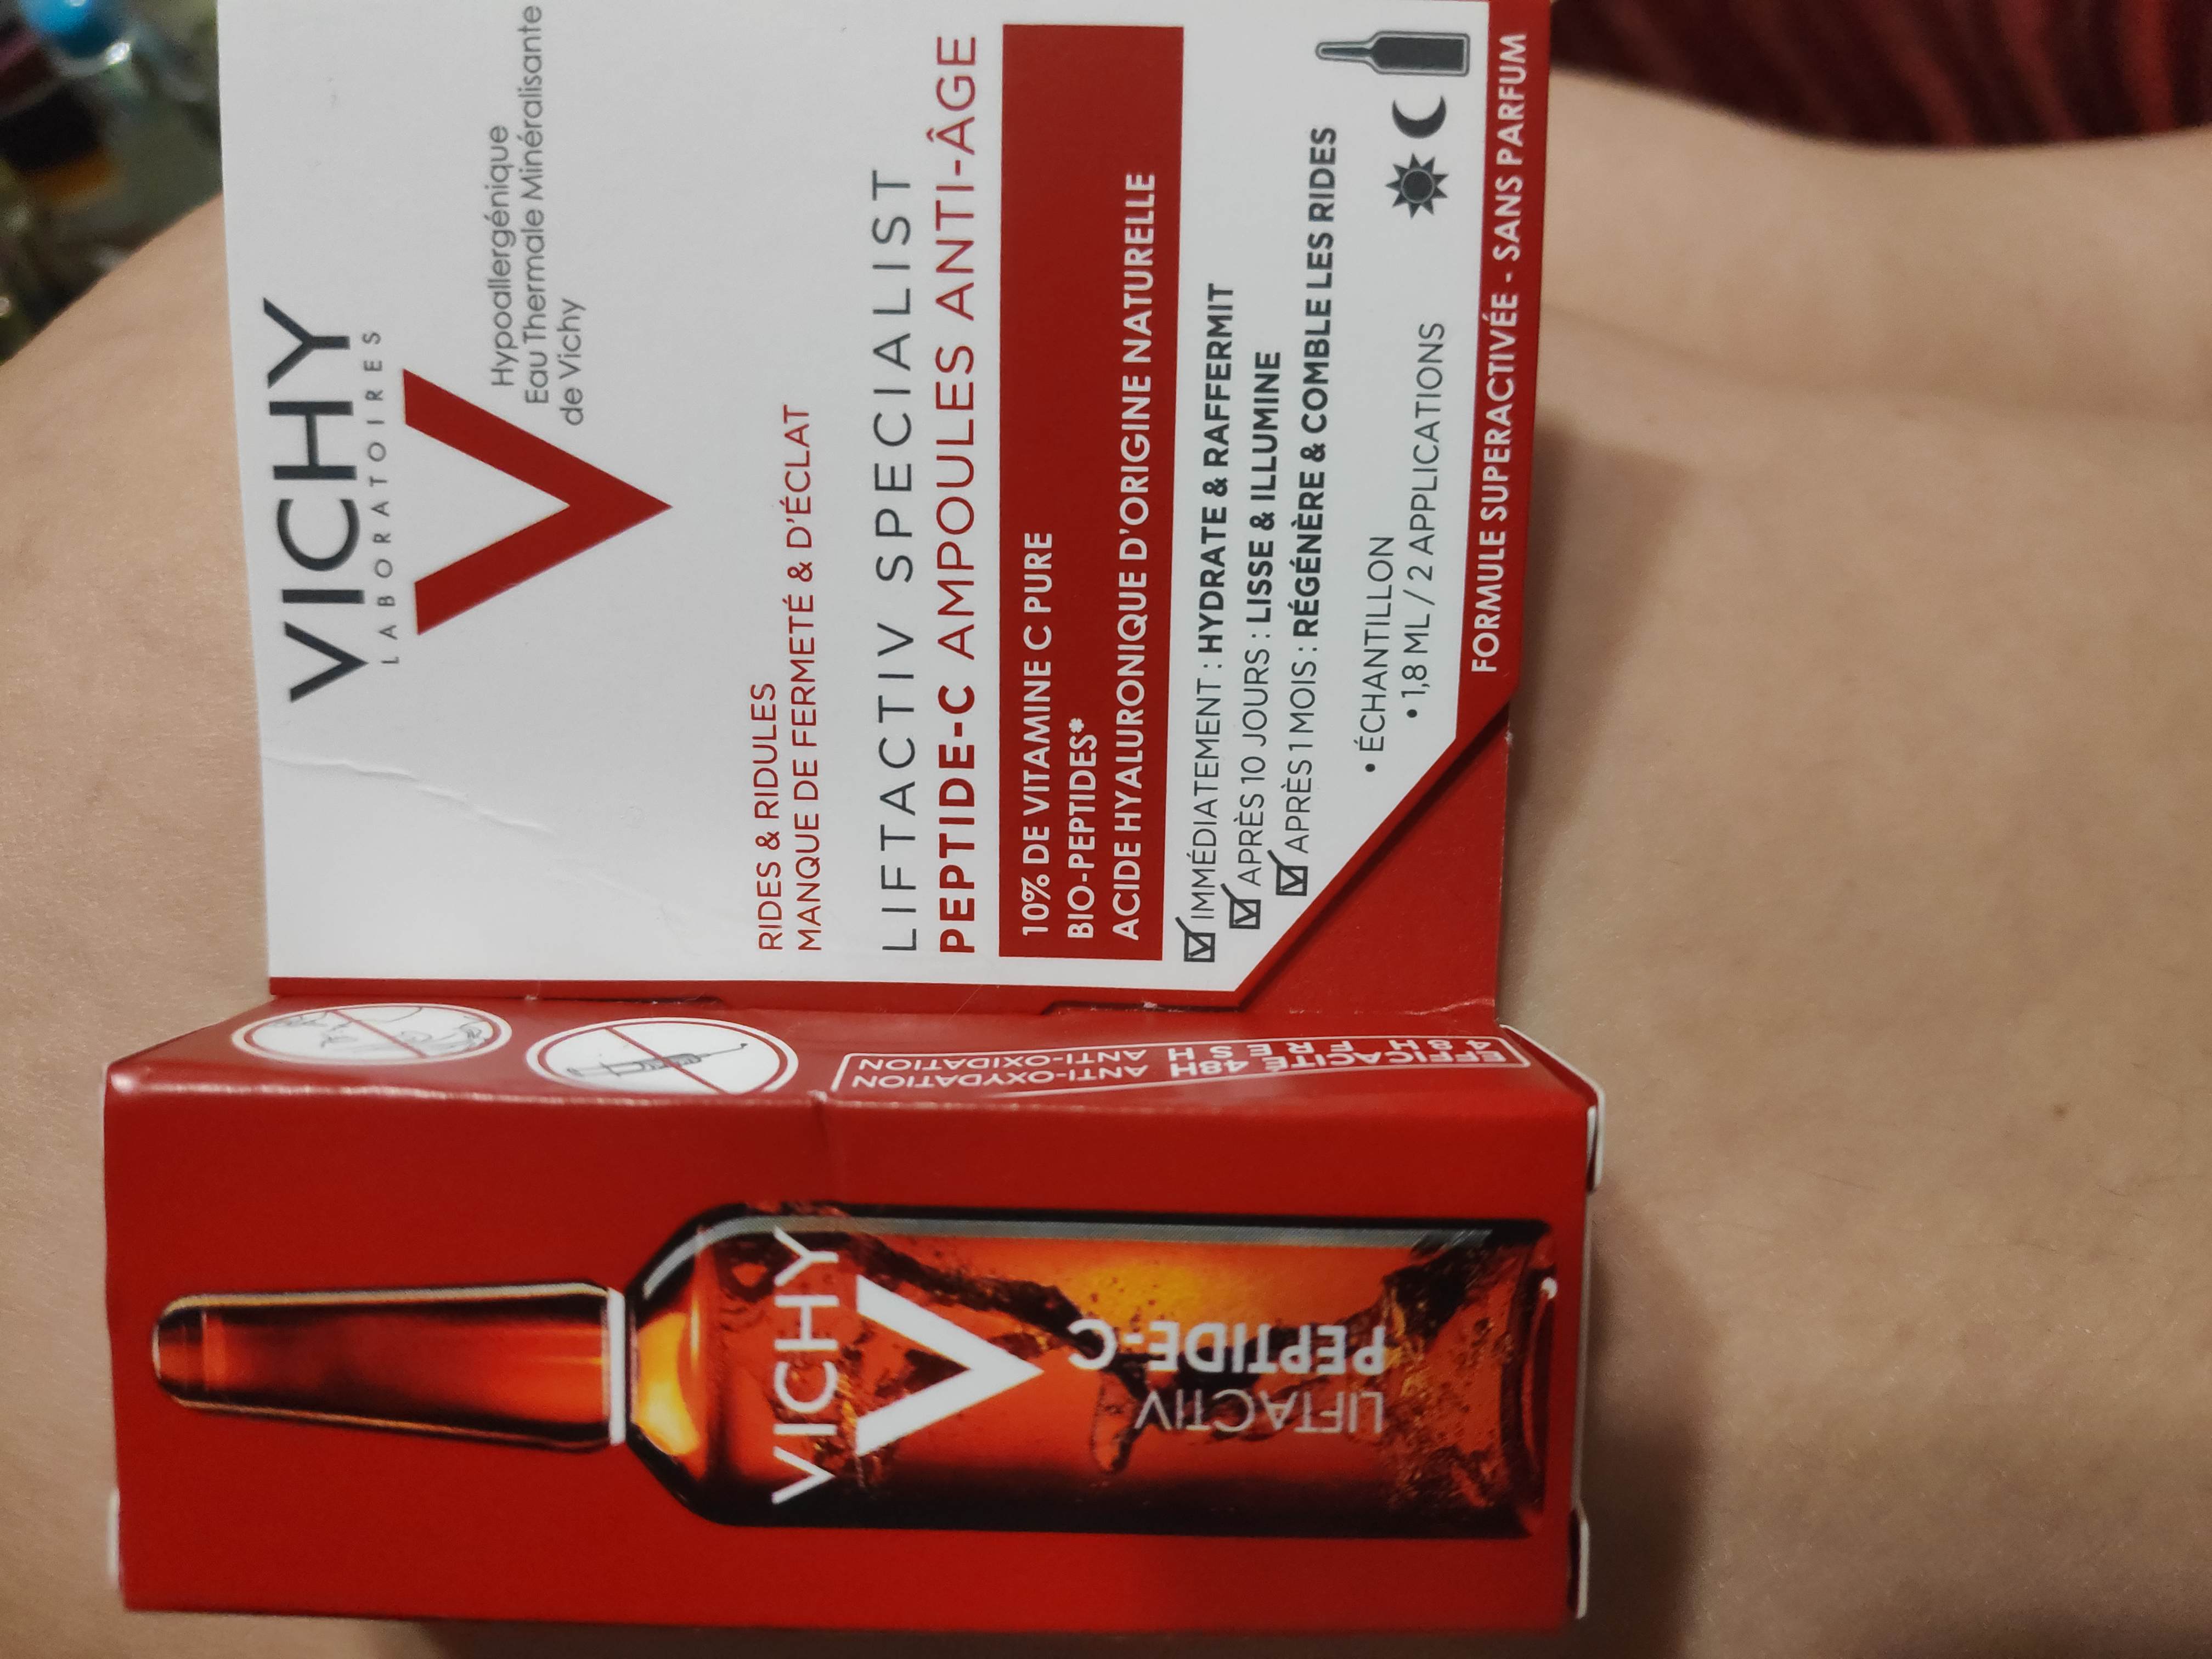 VICHY
LABORATOIRES
Hypoallergénique
Eau Thermale Minéralisante
de Vichy
RIDES & RIDULES
MANQUE DE FERMETÉ & D'ÉCLAT
LIFTACTIV SPECIALIST
PEPTIDE-C AMPOULES ANTI-ÂGE
10% DE VITAMINE C PURE
BIO-PEPTIDES*
ACIDE HYALURONIQUE D'ORIGINE NATURELLE
IMMÉDIATEMENT : HYDRATE & RAFFERMIT
APRÈS 10 JOURS : LISSE & ILLUMINE
APRÈS 1 MOIS : RÉGÉNÈRE & COMBLE LES RIDES
• ÉCHANTILLON
• 1,8 ML / 2 APPLICATIONS
FORMULE SUPERACTIVÉE - SANS PARFUM
EFFICACITÉ 48H ANTI-OXYDATION
48H FRESH ANTI-OXIDATION
VICHY
LIFTACTIV
PEPTIDE-C